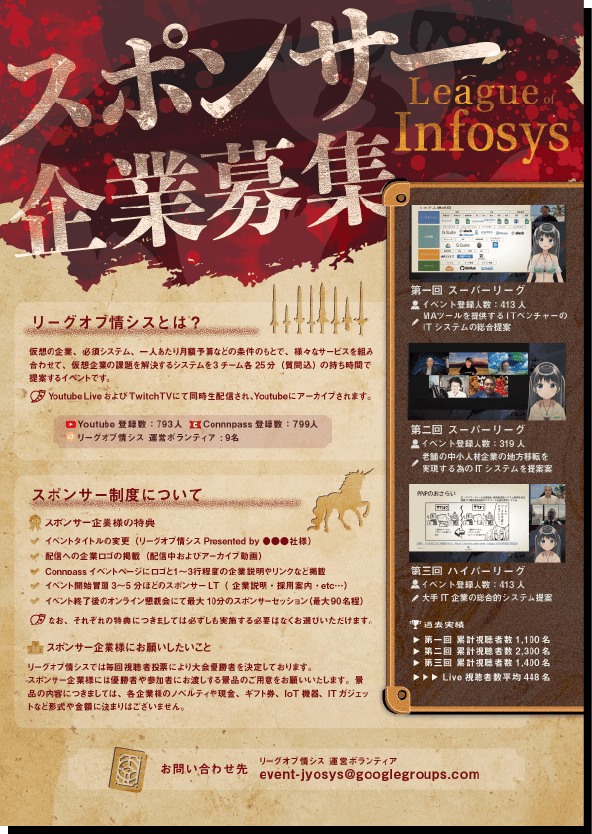 スポンサー
企業募集
League of
Infosys
リーグオブ情シスとは？
仮想の企業、必須システム、一人あたり月額予算などの条件のもとで、様々なサービスを組み
合わせて、仮想企業の課題を解決するシステムを3チーム各25分（質問込）の持ち時間で
提案するイベントです。
YoutubeLiveおよびTwitchTVにて同時生配信され、Youtubeにアーカイブされます。
Youtube 登録数：793人 Connnpass 登録数：799人
リーグオブ情シス 運営ボランティア：9名
スポンサー制度について
スポンサー企業様の特典
イベントタイトルの変更（リーグオブ情シス Presented by ●●●社様）
配信への企業ロゴの掲載（配信中およびアーカイブ動画）
Connpassイベントページにロゴと1〜3行程度の企業説明やリンクなど掲載
イベント開始冒頭3〜5分ほどのスポンサーLT（ 企業説明・採用案内・etc…）
イベント終了後のオンライン懇親会にて最大10分のスポンサーセッション（最大90名程）
なお、それぞれの特典につきましては必ずしも実施する必要はなくお選びいただけます。
スポンサー企業様にお願いしたいこと
リーグオブ情シスでは毎回視聴者投票により大会優勝者を決定しております。
スポンサー企業様には優勝者や参加者にお渡しする景品のご用意をお願いいたします。景
品の内容につきましては、各企業様のノベルティや現金、ギフト券、IoT機器、ITガジェッ
トなど形式や金額に決まりはございません。
第一回 スーパーリーグ
イベント登録人数：413人
MAツールを提供するITベンチャーの
ITシステムの総合提案
第二回 スーパーリーグ
イベント登録人数：319人
老舗の中小人材企業の地方移転を
実現する為のITシステムを提案案
PPAPのおさらい
第三回 ハイパーリーグ
イベント登録人数：413人
大手IT企業の総合的システム提案
過去実績
▶ 第一回 累計視聴者数1,100名
▶ 第二回 累計視聴者数2,300名
▶ 第三回 累計視聴者数1,400名
▶▶▶ Live 視聴者数平均448名
お問い合わせ先
リーグオブ情シス 運営ボランティア
event-jyosys@googlegroups.com